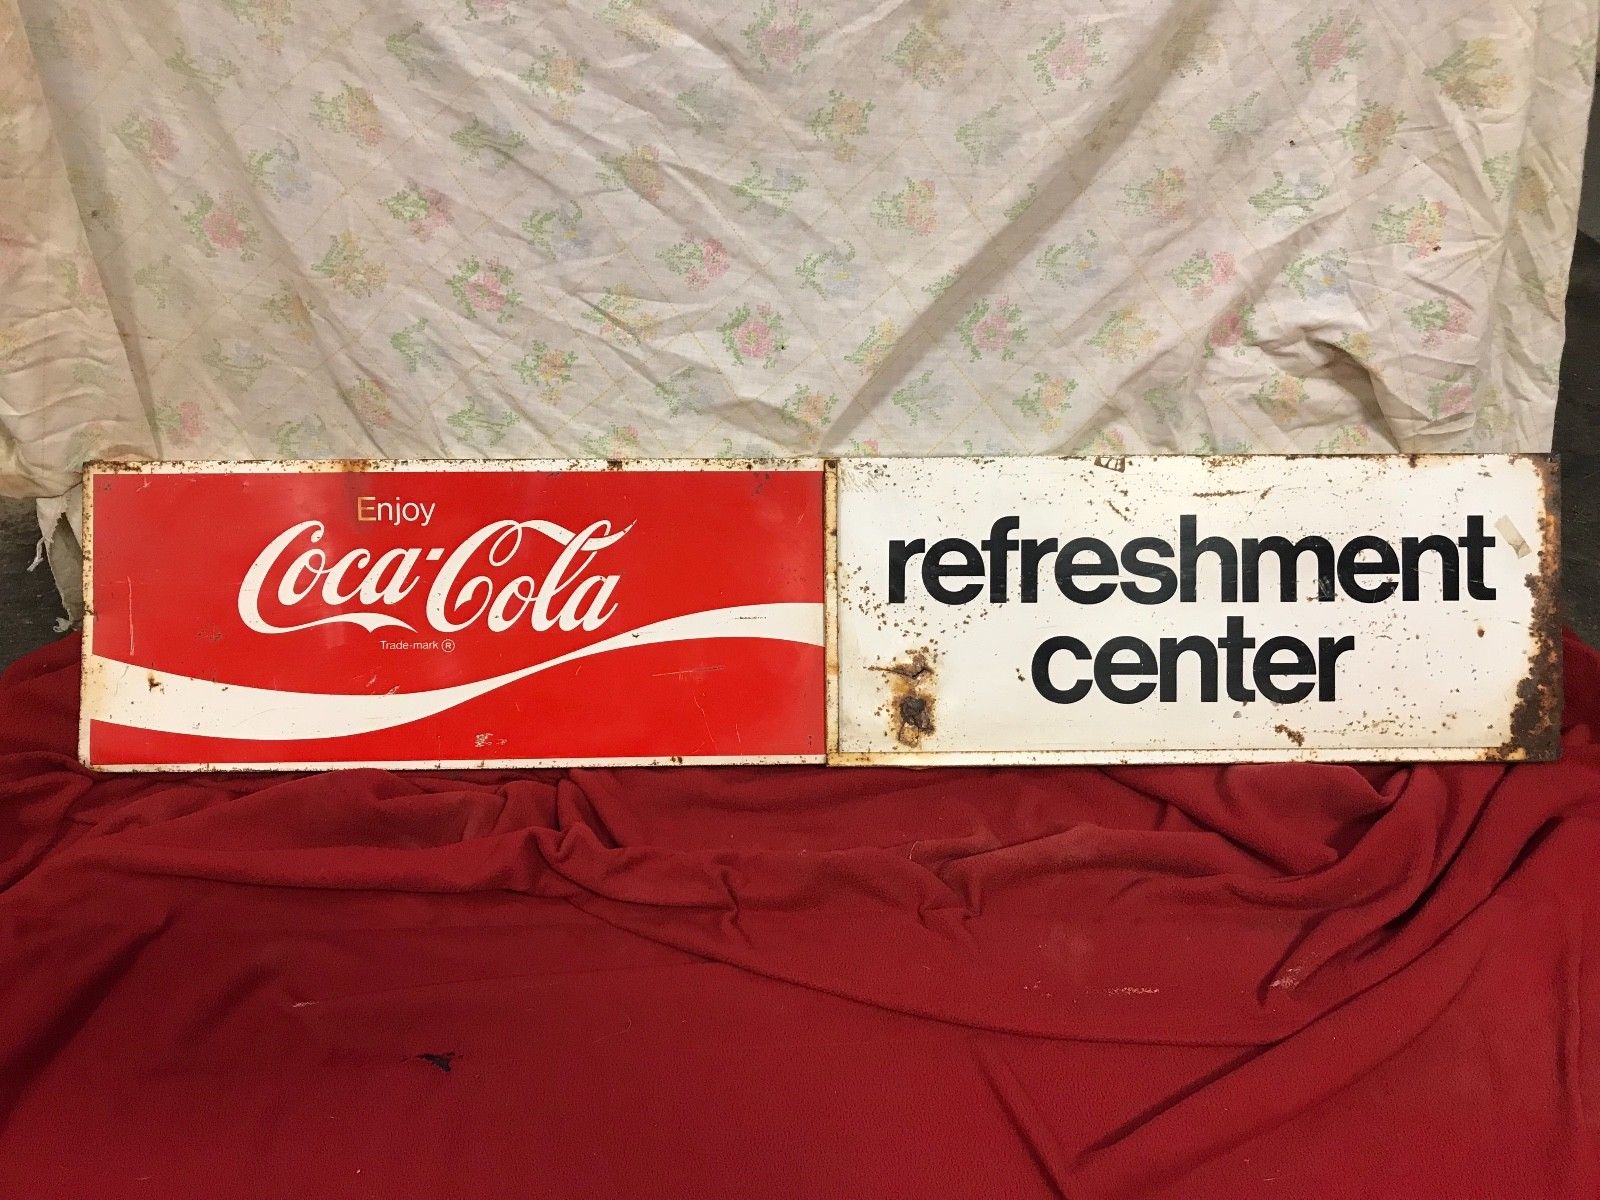 Enjoy
Coca-Cola
Trade-mark ®
refreshment
center